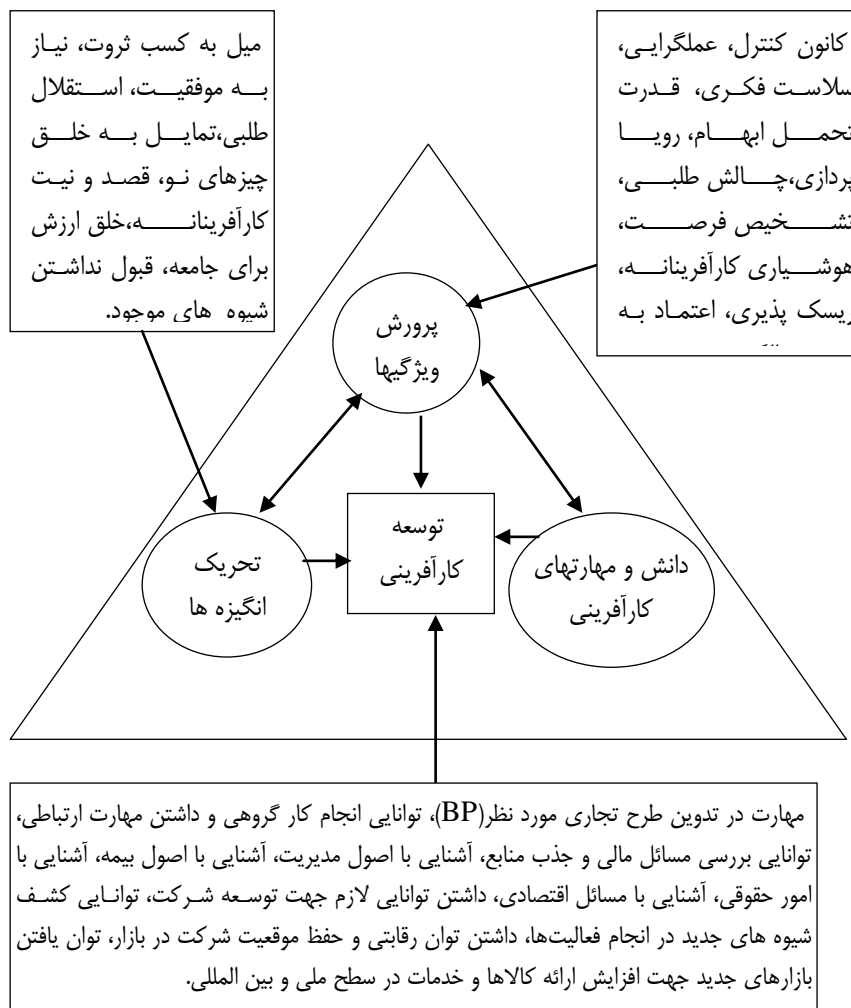 کانون کنترل، عملگرایی،
سلاست فکری، قدرت
تحمل ابهام، رویا
پردازی،چالش طلبی،
تشخیص فرصت،
هوشیاری کارآفرینانه،
ریسک پذیری، اعتماد به
میل به کسب ثروت، نیاز
به موفقیت، استقلال
طلبی،تمایل به خلق
چیزهای نو، قصد و نیت
کارآفرینانه،خلق ارزش
برای جامعه، قبول نداشتن
شیوه های موجود.
پرورش
ویژگیها
دانش و مهارتهای
کارآفرینی
توسعه
کارآفرینی
تحریک
انگیزه ها
مهارت در تدوین طرح تجاری مورد نظر(BP)، توانایی انجام کار گروهی و داشتن مهارت ارتباطی،
توانایی بررسی مسائل مالی و جذب منابع، آشنایی با اصول مدیریت، آشنایی با اصول بیمه، آشنایی با
امور حقوقی، آشنایی با مسائل اقتصادی، داشتن توانایی لازم جهت توسعه شرکت، توانایی کشف
شیوه های جدید در انجام فعالیت‌ها، داشتن توان رقابتی و حفظ موقعیت شرکت در بازار، توان یافتن
بازارهای جدید جهت افزایش ارائه کالاها و خدمات در سطح ملی و بین المللی.